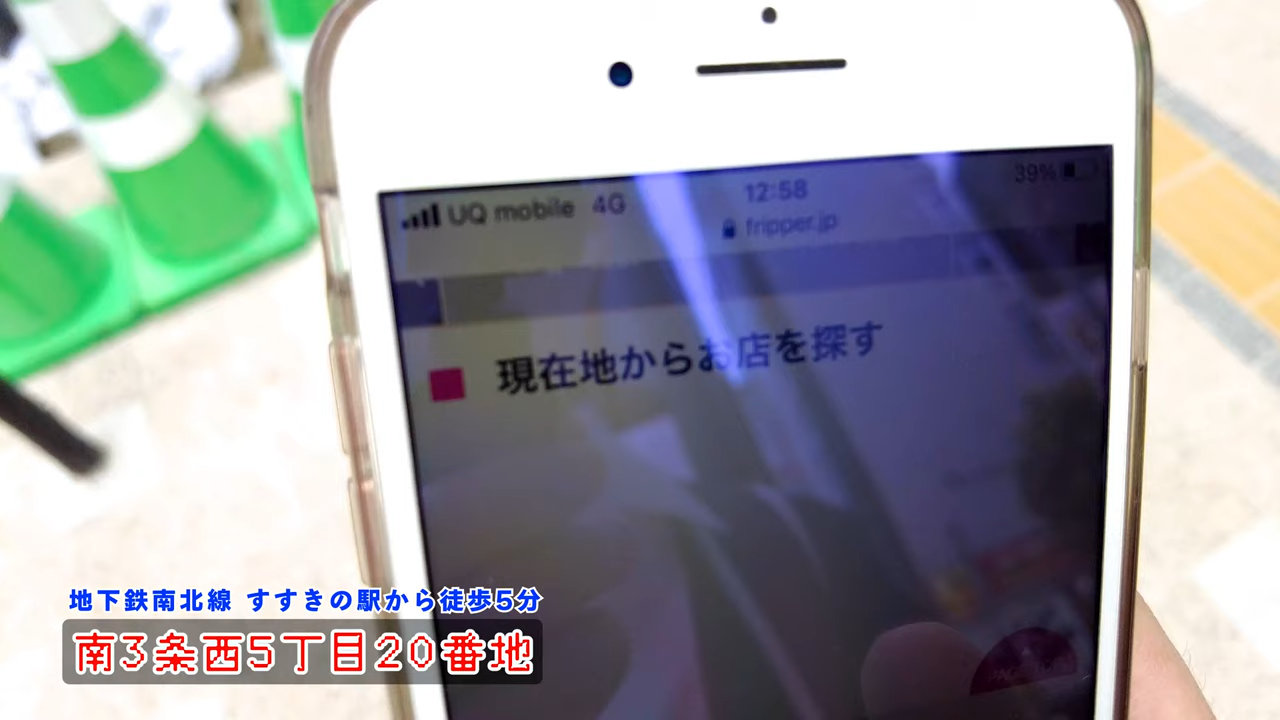 UQ mobile 4G 12:58 39%
fripper.jp
現在地からお店を探す
地下鉄南北線 すすきの駅から徒歩5分
南3条西5丁目20番地